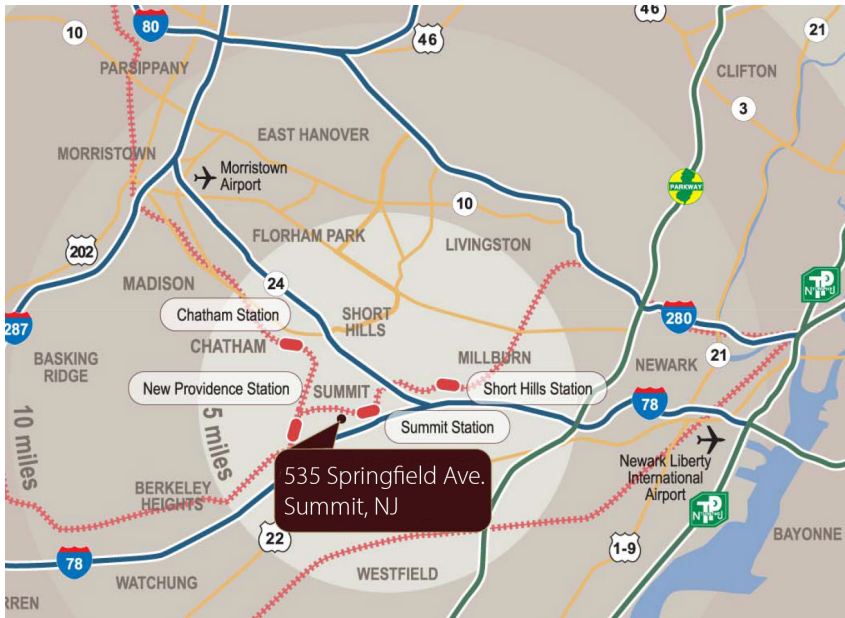 80
46
46
10
21
PARSIPPANY
CLIFTON
3
EAST HANOVER
MORRISTOWN
Morristown
Airport
PARKWAY
10
202
FLORHAM PARK
LIVINGSTON
MADISON
24
Chatham Station
SHORT
HILLS
287
280
CHATHAM
BASKING
RIDGE
MILLBURN
NEWARK
21
New Providence Station
SUMMIT
Short Hills Station
78
10 miles
5 miles
Summit Station
535 Springfield Ave.
Summit, NJ
Newark Liberty
International
Airport
BERKELEY
HEIGHTS
22
1-9
BAYONNE
78
WATCHUNG
WESTFIELD
RREN